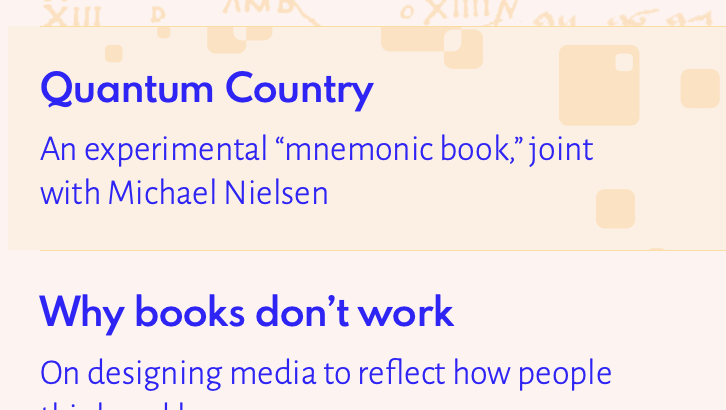 Quantum Country
An experimental “mnemonic book,” joint
with Michael Nielsen
Why books don’t work
On designing media to reflect how people